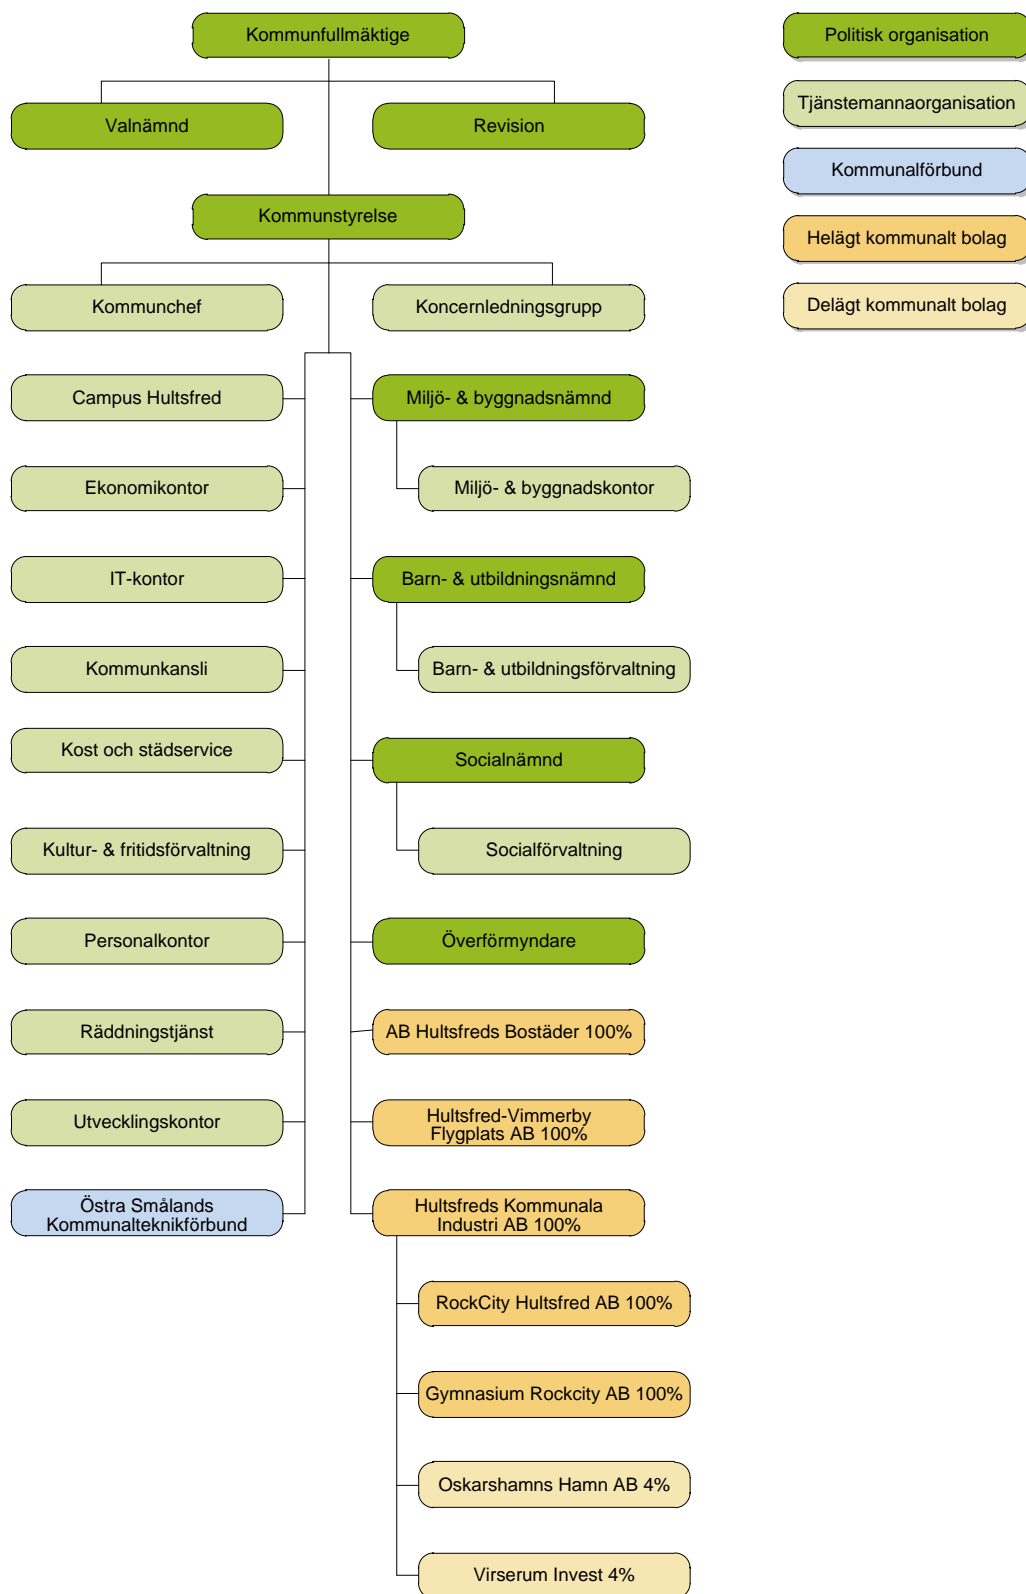 Kommunfullmäktige
Politisk organisation
Tjänstemannaorganisation
Valnämnd
Revision
Kommunalförbund
Kommunstyrelse
Helägt kommunalt bolag
Kommunchef
Koncernledningsgrupp
Delägt kommunalt bolag
Campus Hultsfred
Miljö- & byggnadsnämnd
Ekonomikontor
Miljö- & byggnadskontor
IT-kontor
Barn- & utbildningsnämnd
Kommunkansli
Barn- & utbildningsförvaltning
Kost och städservice
Socialnämnd
Kultur- & fritidsförvaltning
Socialförvaltning
Personalkontor
Överförmyndare
Räddningstjänst
AB Hultsfreds Bostäder 100%
Utvecklingskontor
Hultsfred-Vimmerby
Flygplats AB 100%
Östra Smålands
Kommunalteknikförbund
Hultsfreds Kommunala
Industri AB 100%
RockCity Hultsfred AB 100%
Gymnasium Rockcity AB 100%
Oskarshamns Hamn AB 4%
Virserum Invest 4%